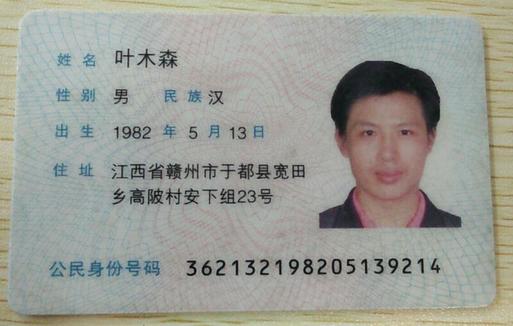 姓名 叶木森
性别 男 民族 汉
出生 1982 年 5 月 13 日
住址 江西省赣州市于都县宽田
乡高陂村安下组23号
公民身份号码 362132198205139214